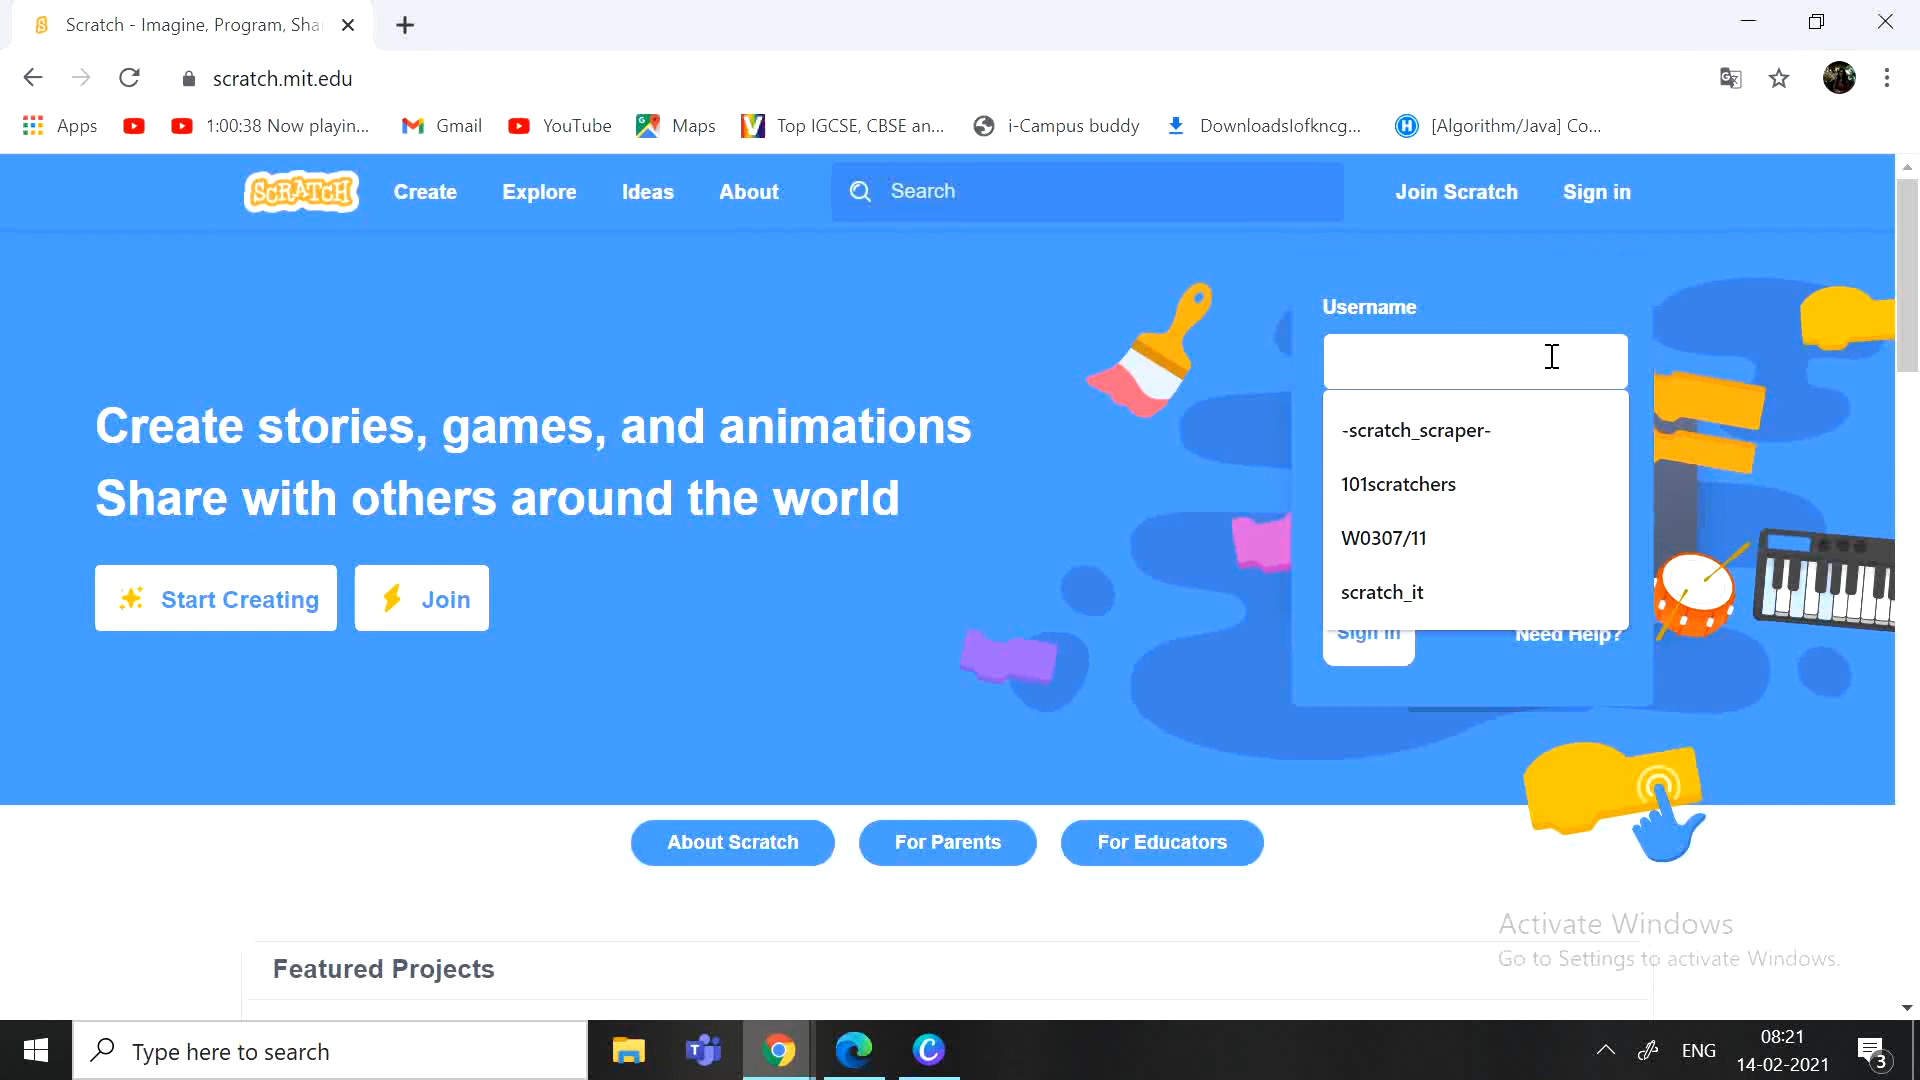 Scratch - Imagine, Program, Sha
scratch.mit.edu
Apps
1:00:38 Now playin...
Gmail
YouTube
Maps
Top IGCSE, CBSE an...
i-Campus buddy
DownloadsIofkncg...
[Algorithm/Java] Co...
SCRATCH
Create
Explore
Ideas
About
Search
Join Scratch
Sign in
Username
-scratch_scraper-
101scratchers
W0307/11
scratch_it
Sign in
Need Help?
Create stories, games, and animations
Share with others around the world
Start Creating
Join
About Scratch
For Parents
For Educators
Featured Projects
Activate Windows
Go to Settings to activate Windows.
Type here to search
ENG
08:21
14-02-2021
3